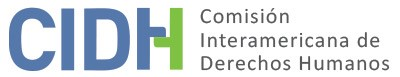 CIDH
Comisión
Interamericana de
Derechos Humanos